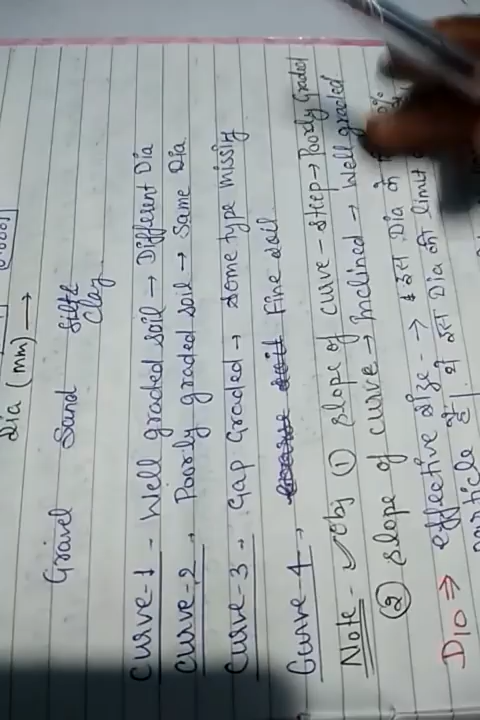 Dia (mm) →
Gravel Sand Silt & Clay
Curve-1 - Well graded soil → Different Dia
Curve-2 → Poorly graded soil → Same Dia
Curve-3 → Gap Graded → Some type missing
Curve-4 → Fine soil
Note - Obj ① Slope of curve - Steep → Poorly Graded
② Slope of curve → Inclined → Well graded
D10 ⇒ effective size - → इस Dia
particle हैं। ये इस Dia की limit